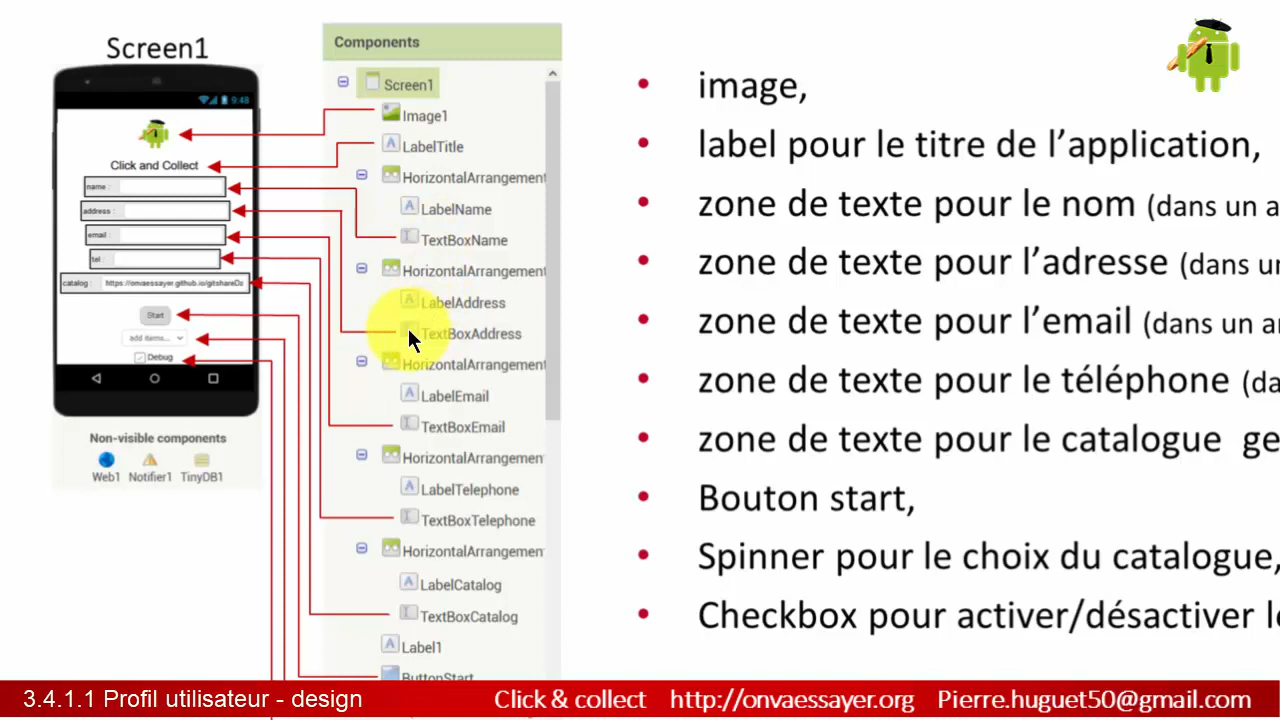 Screen1
9:48
Click and Collect
name :
address :
email :
tel :
catalog : https://onvaessayer.github.io/gitshareDa
Start
add items...
Debug
Non-visible components
Web1 Notifier1 TinyDB1
Components
Screen1
Image1
LabelTitle
HorizontalArrangement
LabelName
TextBoxName
HorizontalArrangement
LabelAddress
TextBoxAddress
HorizontalArrangement
LabelEmail
TextBoxEmail
HorizontalArrangement
LabelTelephone
TextBoxTelephone
HorizontalArrangement
LabelCatalog
TextBoxCatalog
Label1
ButtonStart
• image,
• label pour le titre de l’application,
• zone de texte pour le nom (dans un a
• zone de texte pour l’adresse (dans un
• zone de texte pour l’email (dans un ar
• zone de texte pour le téléphone (da
• zone de texte pour le catalogue ge
• Bouton start,
• Spinner pour le choix du catalogue,
• Checkbox pour activer/désactiver le
3.4.1.1 Profil utilisateur - design
Click & collect http://onvaessayer.org Pierre.huguet50@gmail.com